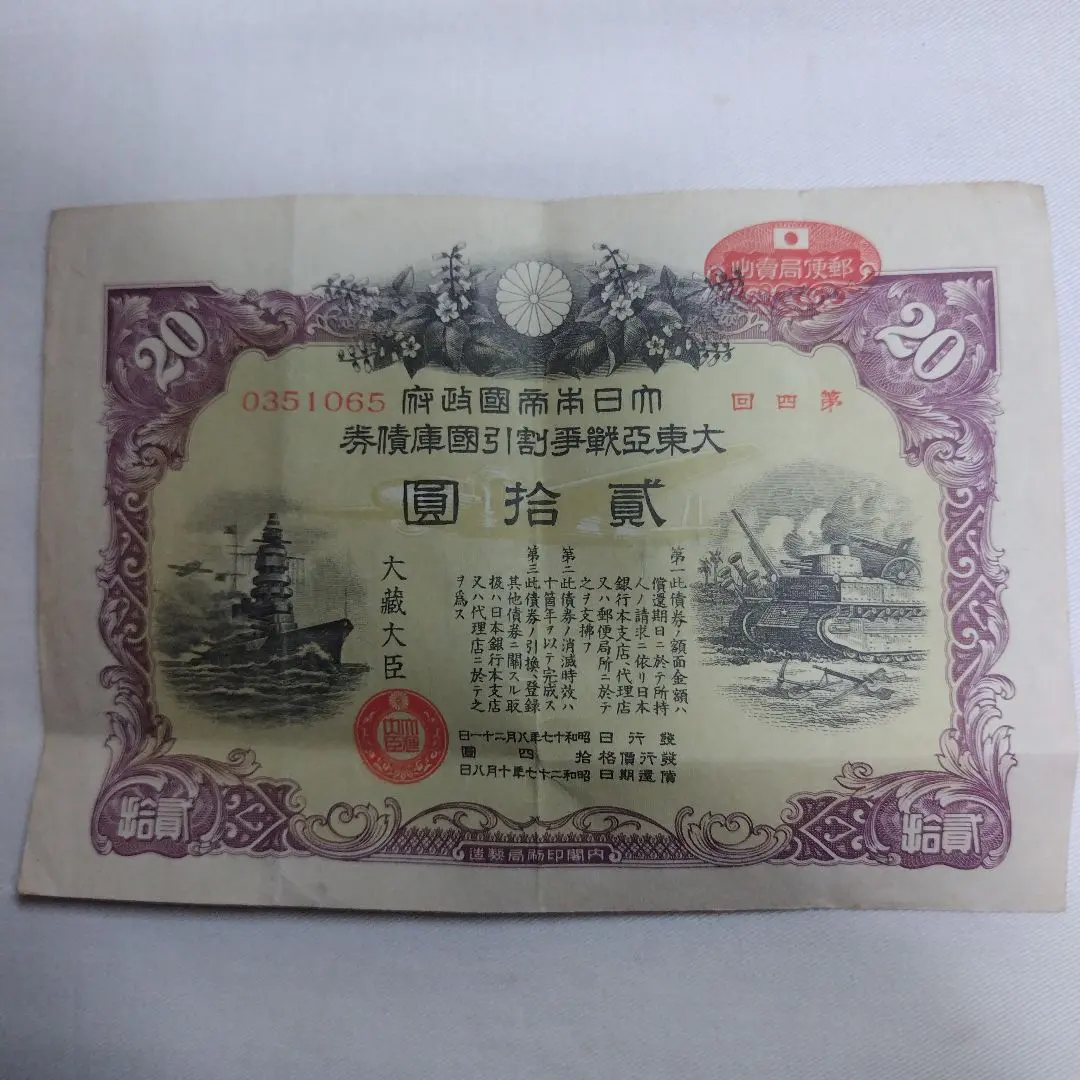 郵便局賣出
20
20
第四回
大日本帝國政府
0351065
大東亞戰爭割引國庫債券
貳拾圓
第一此債券ノ額面金額ハ
償還期日ニ於テ所持
人ノ請求ニ依リ日本
銀行本支店、代理店
又ハ郵便局所ニ於テ
之ヲ支拂フ
第二此債券ノ消滅時效ハ
十箇年ヲ以テ完成ス
第三此債券ノ引換、登錄
其他債券ニ關スル取
扱ハ日本銀行本支店
又ハ代理店ニ於テ之
ヲ爲ス
大藏大臣
發行日 昭和十七年八月二十一日
發行價格 拾四圓
償還期日 昭和二十七年十月八日
貳拾
貳拾
內閣印刷局製造